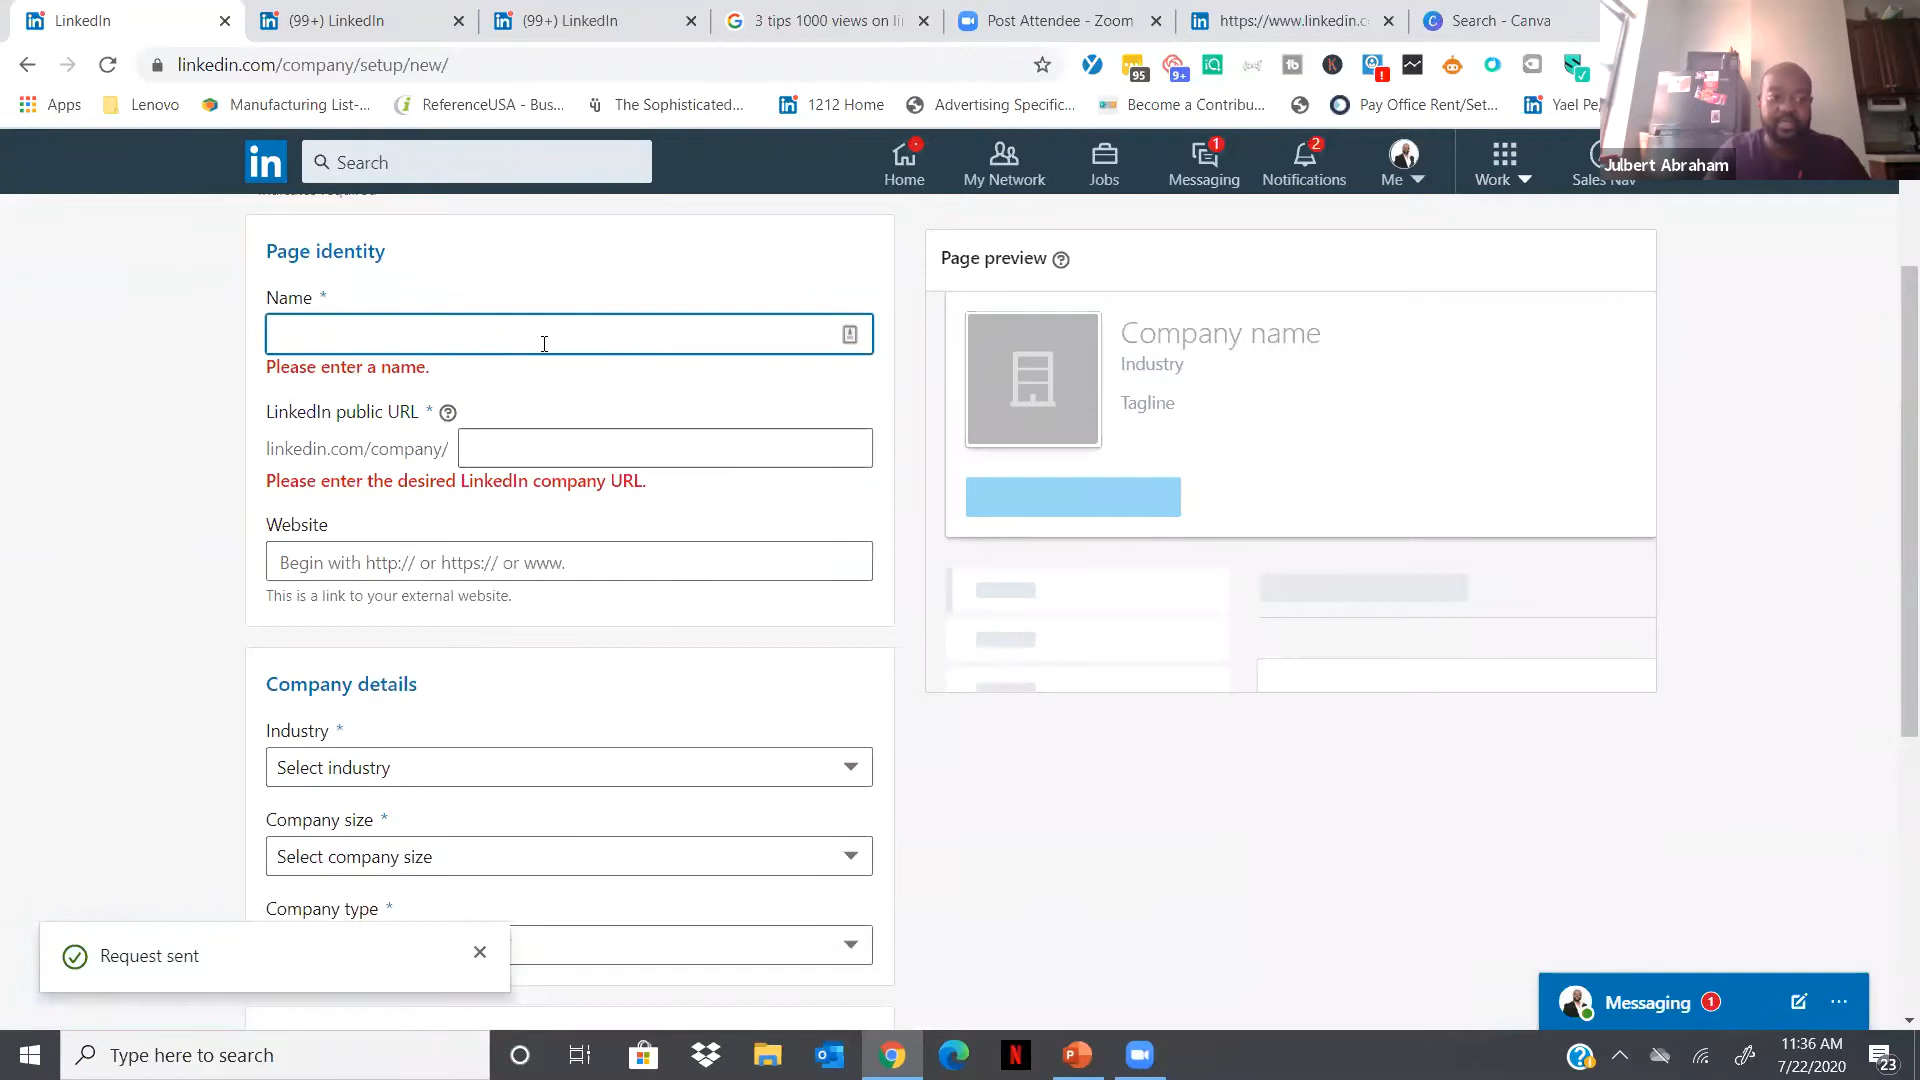 LinkedIn
(99+) LinkedIn
(99+) LinkedIn
3 tips 1000 views on li
Post Attendee - Zoom
https://www.linkedin.c
Search - Canva
linkedin.com/company/setup/new/
95
9+
Apps
Lenovo
Manufacturing List-...
ReferenceUSA - Bus...
The Sophisticated...
1212 Home
Advertising Specific...
Become a Contribu...
Pay Office Rent/Set...
Yael Pe
Julbert Abraham
in
Search
Home
My Network
Jobs
1
Messaging
2
Notifications
Me
Work
Sales Nav
Page identity
Name *
Please enter a name.
LinkedIn public URL *
linkedin.com/company/
Please enter the desired LinkedIn company URL.
Website
Begin with http:// or https:// or www.
This is a link to your external website.
Page preview
Company name
Industry
Tagline
Company details
Industry *
Select industry
Company size *
Select company size
Company type *
Request sent
Messaging 1
Type here to search
11:36 AM
7/22/2020
23